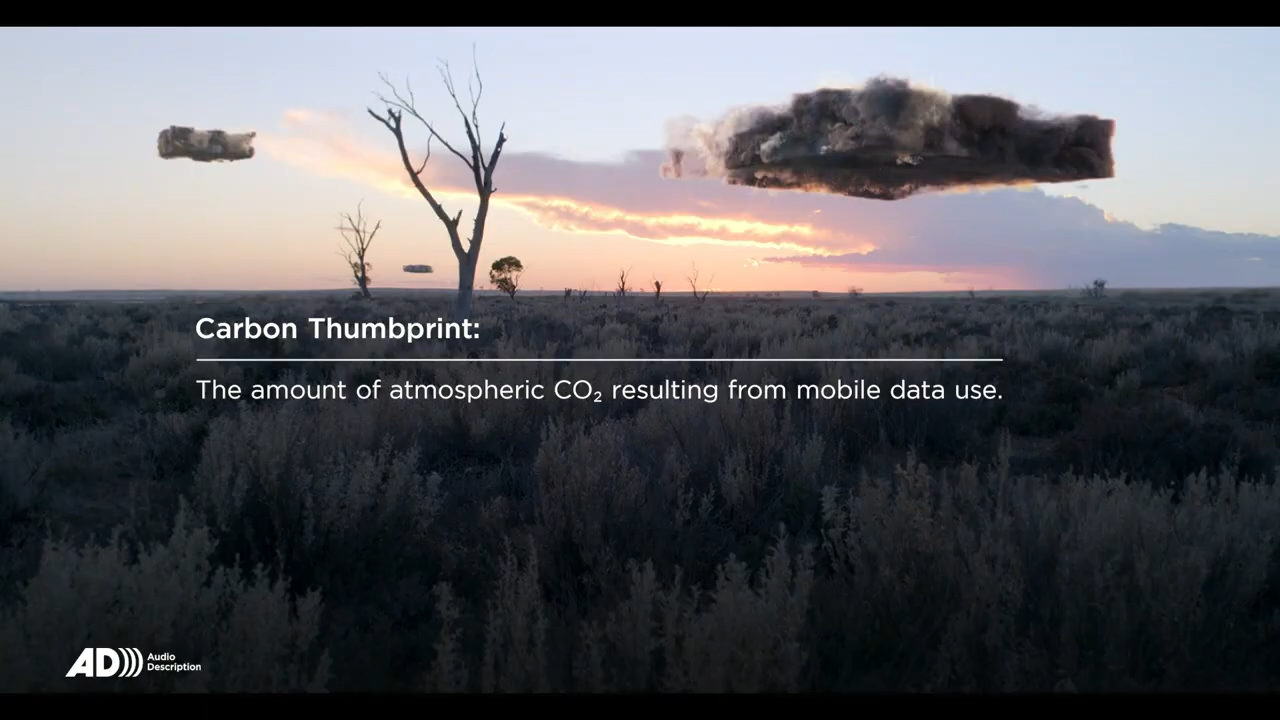 Carbon Thumbprint:
The amount of atmospheric CO₂ resulting from mobile data use.
AD))) Audio
Description